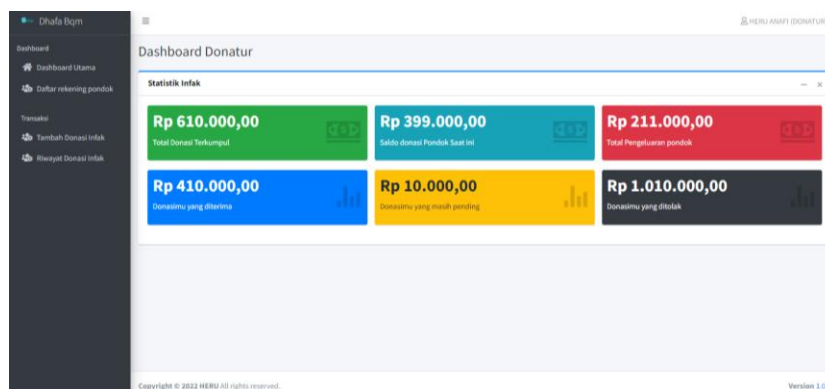 Dhafa Bqm
HERU ANAFI (DONATUR
Dashboard
Dashboard Utama
Daftar rekening pondok
Transaksi
Tambah Donasi Infak
Riwayat Donasi Infak
Dashboard Donatur
Statistik Infak
Rp 610.000,00
Total Donasi Terkumpul
Rp 399.000,00
Saldo donasi Pondok Saat ini
Rp 211.000,00
Total Pengeluaran pondok
Rp 410.000,00
Donasimu yang diterima
Rp 10.000,00
Donasimu yang masih pending
Rp 1.010.000,00
Donasimu yang ditolak
Copyright © 2022 HERU All rights reserved.
Version 1.0